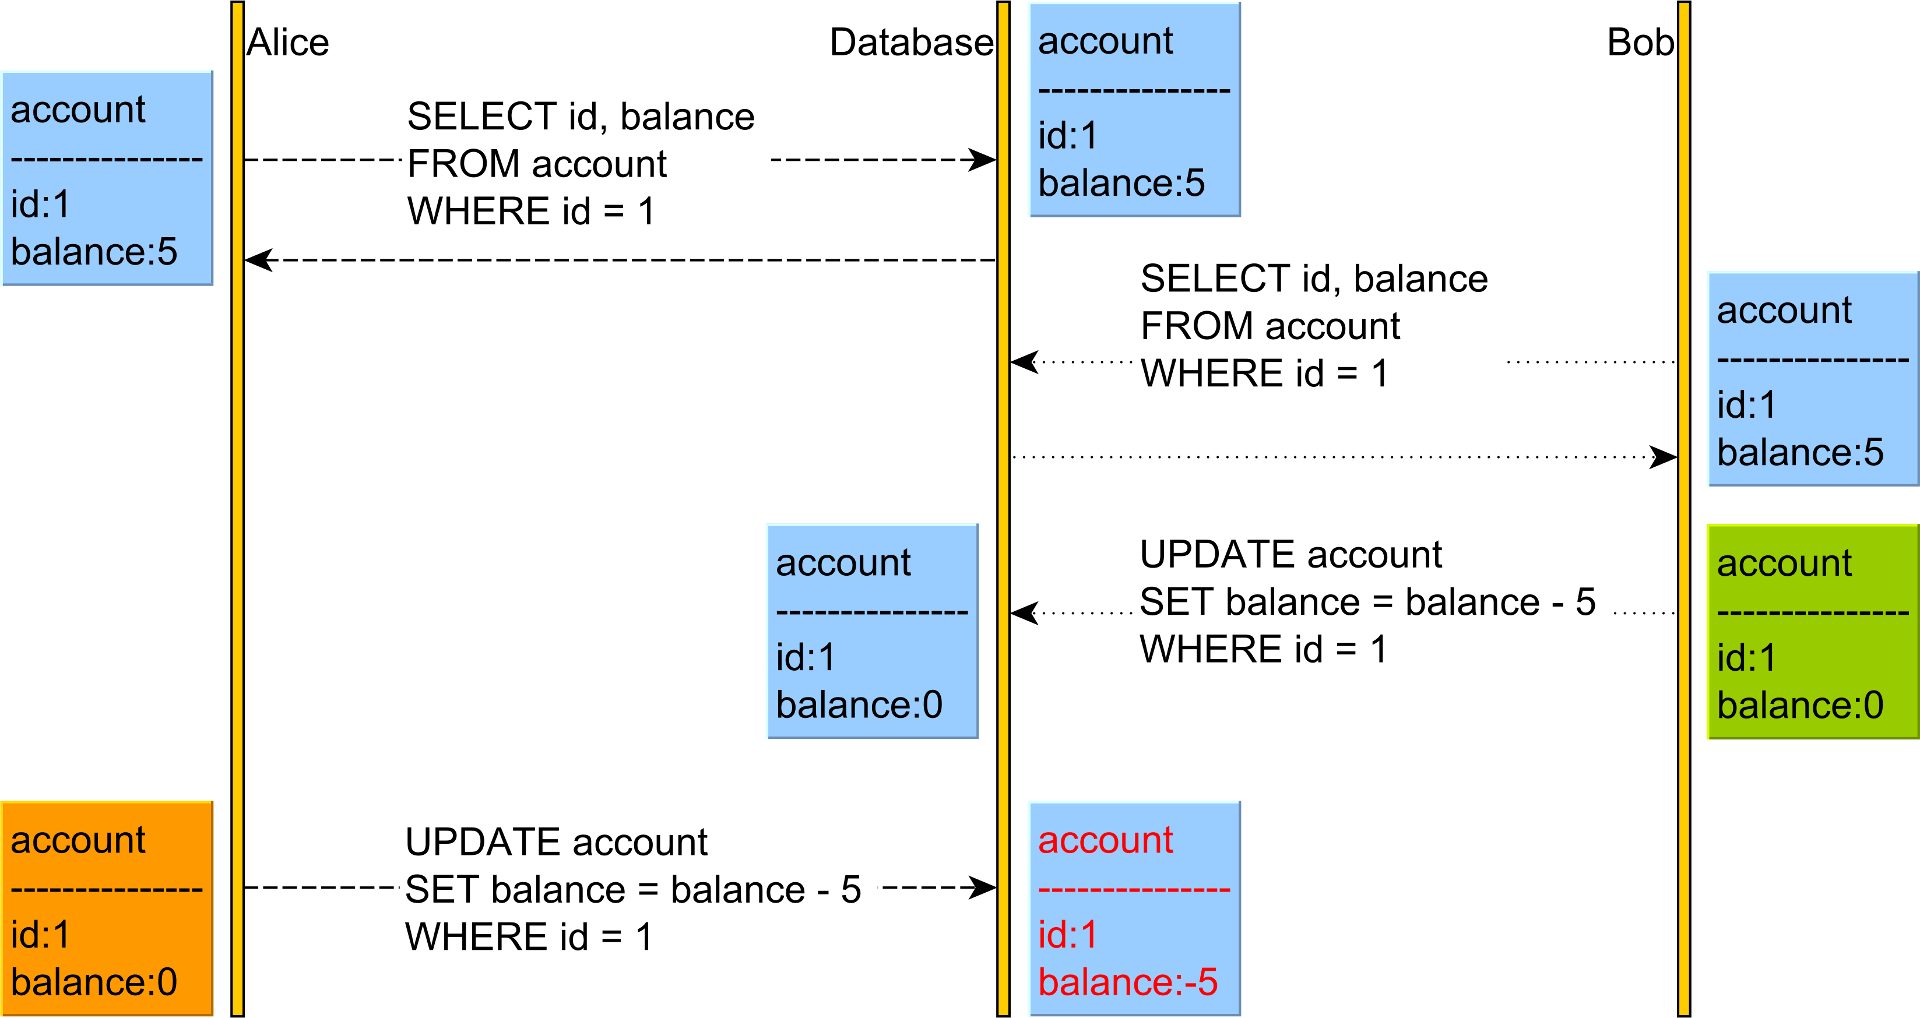 Alice
Database
Bob
account
---------------
id:1
balance:5
account
---------------
id:1
balance:5
SELECT id, balance
FROM account
WHERE id = 1
SELECT id, balance
FROM account
WHERE id = 1
account
---------------
id:1
balance:5
account
---------------
id:1
balance:0
UPDATE account
SET balance = balance - 5
WHERE id = 1
account
---------------
id:1
balance:0
account
---------------
id:1
balance:0
UPDATE account
SET balance = balance - 5
WHERE id = 1
account
---------------
id:1
balance:-5